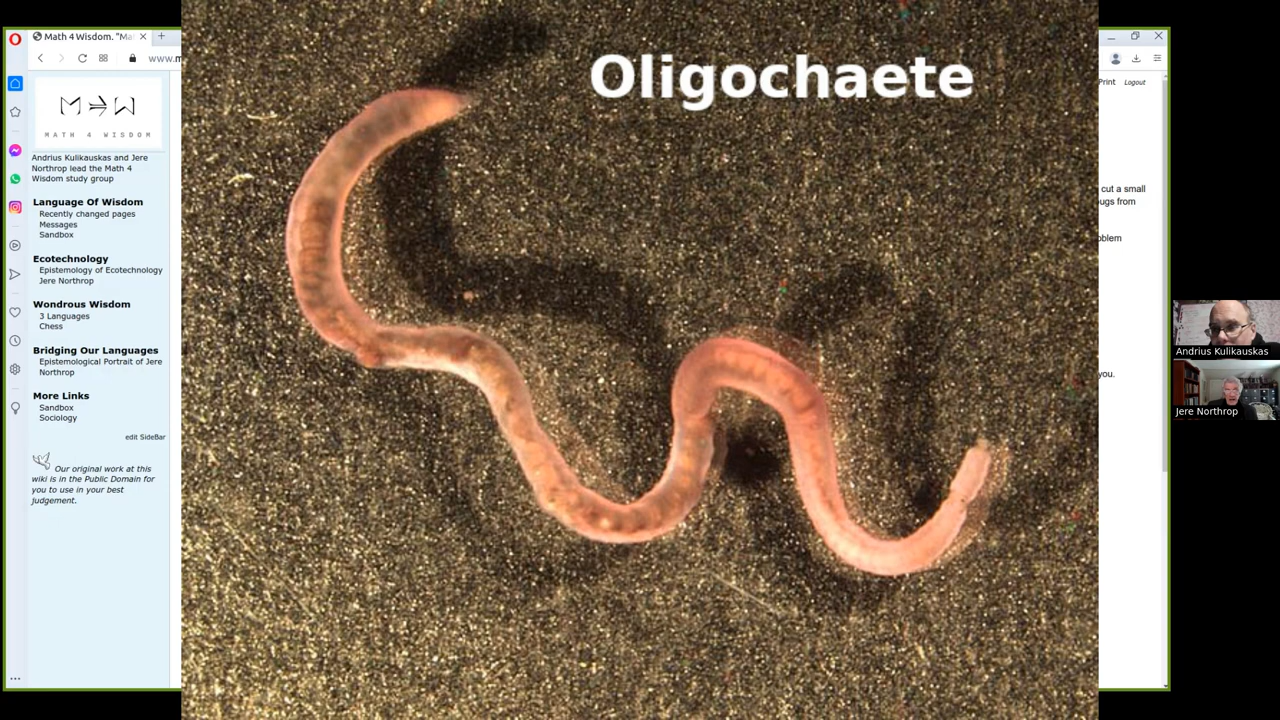 Math 4 Wisdom. "Ma
www.m
Oligochaete
M W
MATH 4 WISDOM
Andrius Kulikauskas and Jere
Northrop lead the Math 4
Wisdom study group
Language Of Wisdom
Recently changed pages
Messages
Sandbox
Ecotechnology
Epistemology of Ecotechnology
Jere Northrop
Wondrous Wisdom
3 Languages
Chess
Bridging Our Languages
Epistemological Portrait of Jere
Northrop
More Links
Sandbox
Sociology
edit SideBar
Our original work at this
wiki is in the Public Domain for
you to use in your best
judgement.
Print Logout
cut a small
ugs from
oblem
you.
Andrius Kulikauskas
Jere Northrop